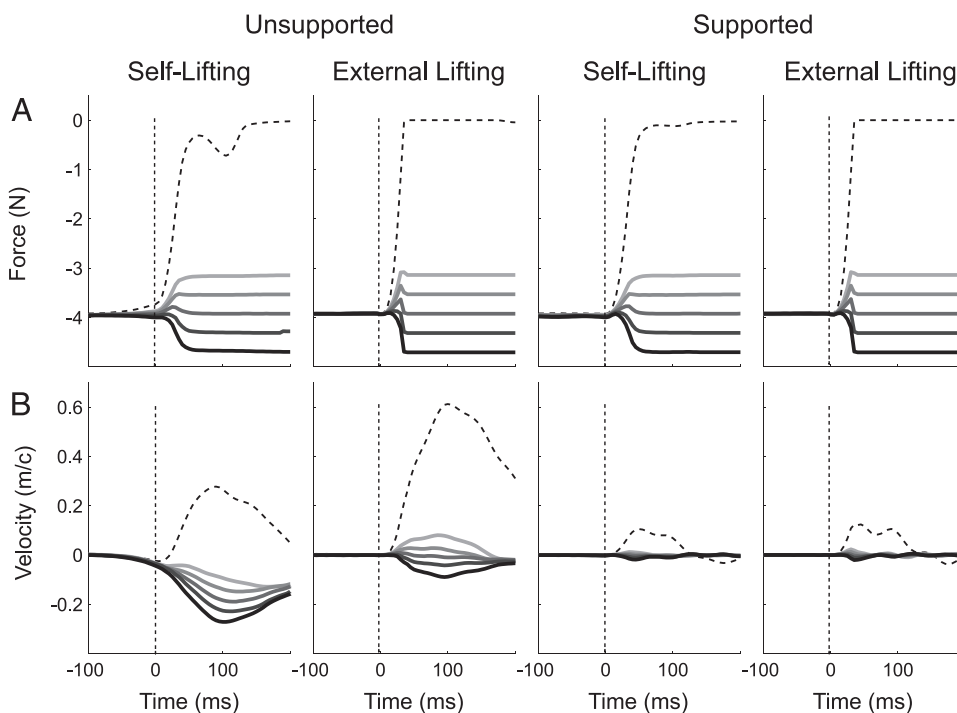 Unsupported Supported
Self-Lifting External Lifting Self-Lifting External Lifting
A
Force (N)
0
-1
-2
-3
-4
B
Velocity (m/c)
0.6
0.4
0.2
0
-0.2
-100 0 100 -100 0 100 -100 0 100 -100 0 100
Time (ms) Time (ms) Time (ms) Time (ms)